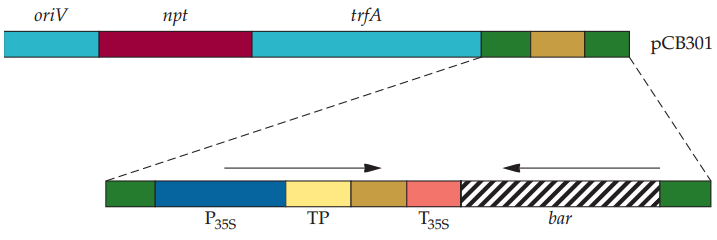 oriV npt trfA
pCB301
P35S TP T35S bar